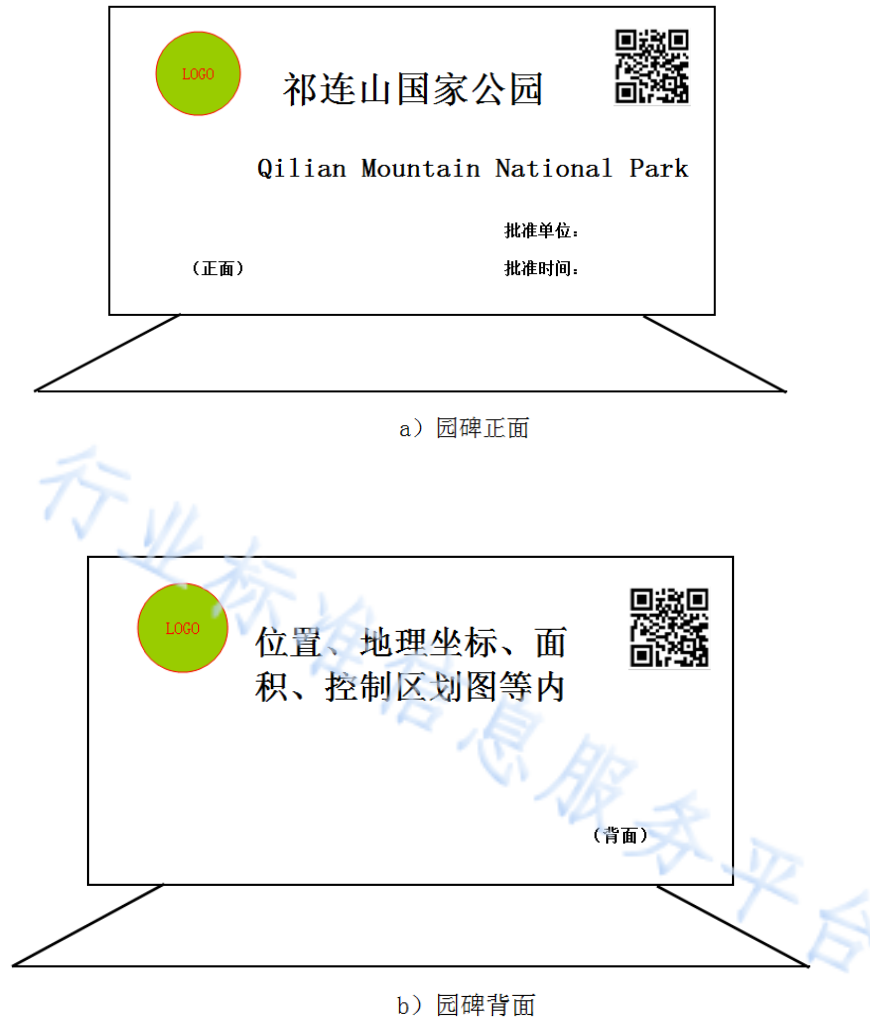 LOGO
祁连山国家公园
Qilian Mountain National Park
批准单位:
(正面) 批准时间:
a) 园碑正面
LOGO
位置、地理坐标、面
积、控制区划图等内
(背面)
b) 园碑背面
行业标准信息服务平台